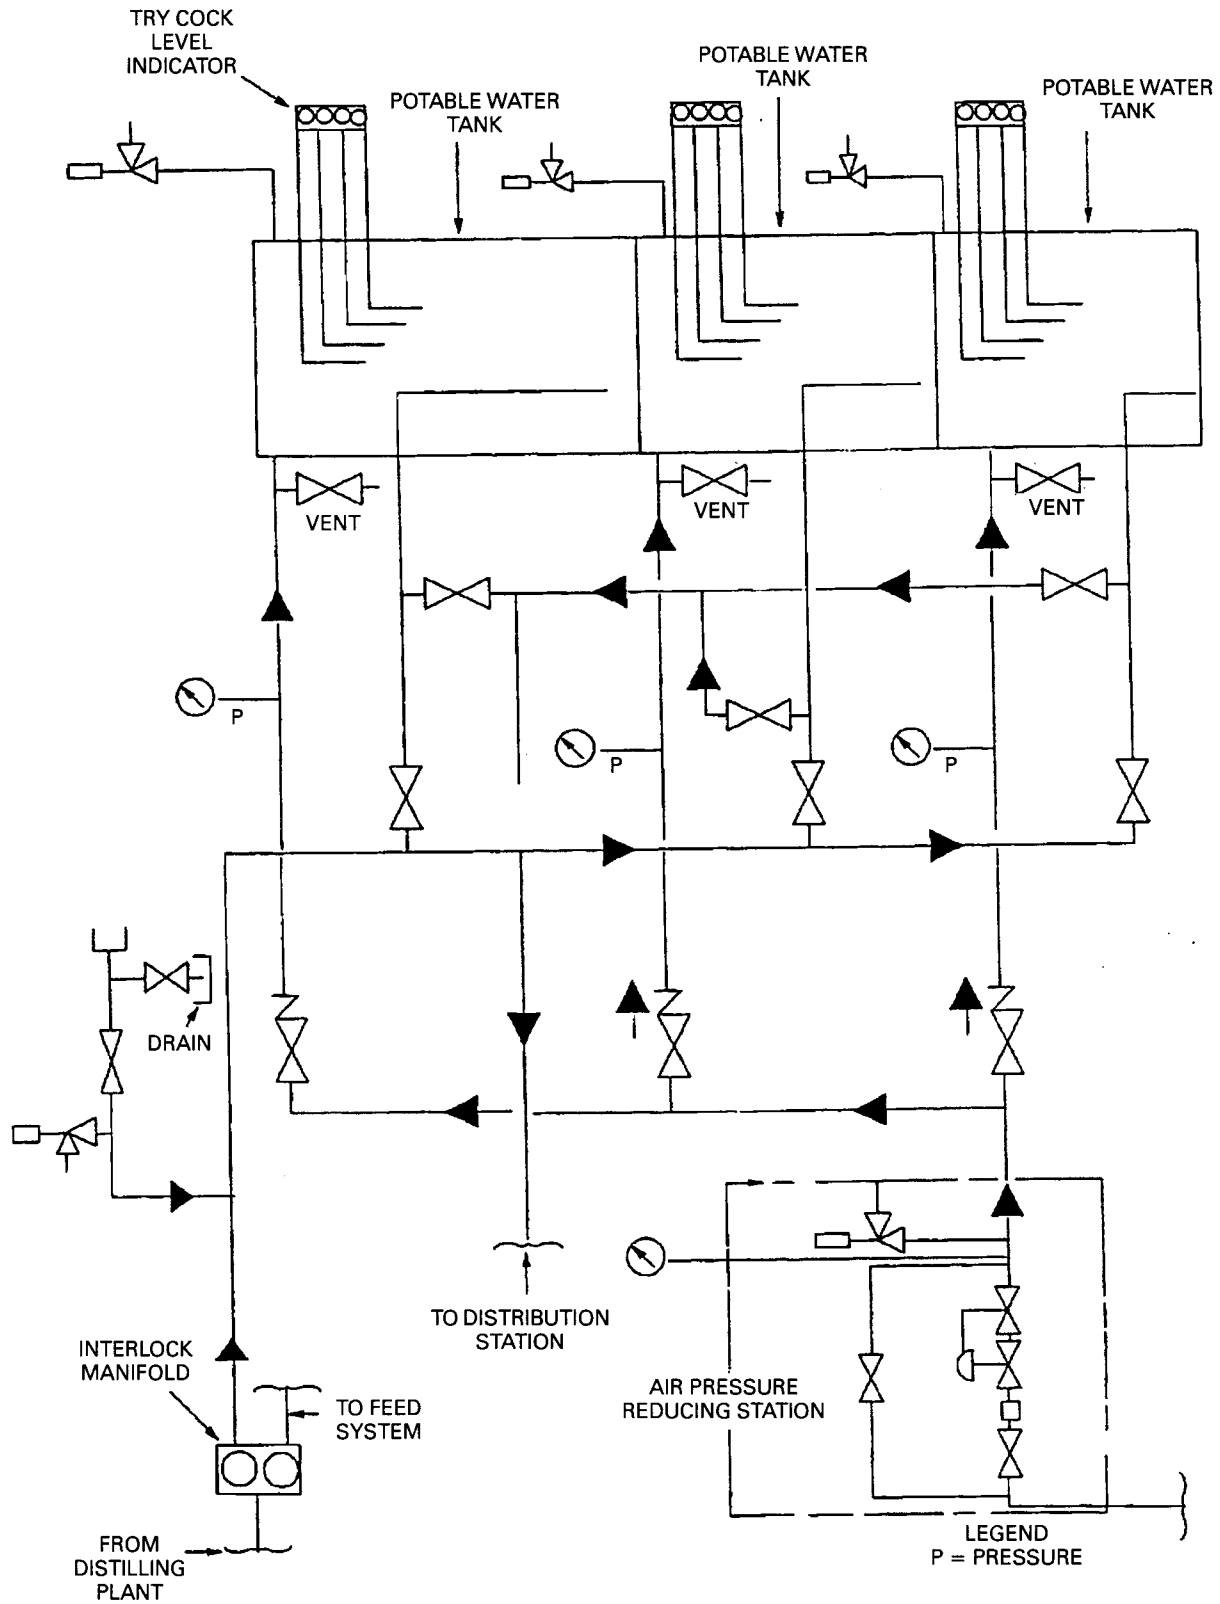 TRY COCK
LEVEL
INDICATOR
POTABLE WATER
TANK
POTABLE WATER
TANK
POTABLE WATER
TANK
VENT
VENT
VENT
P
P
P
DRAIN
TO DISTRIBUTION
STATION
INTERLOCK
MANIFOLD
TO FEED
SYSTEM
AIR PRESSURE
REDUCING STATION
FROM
DISTILLING
PLANT
LEGEND
P = PRESSURE